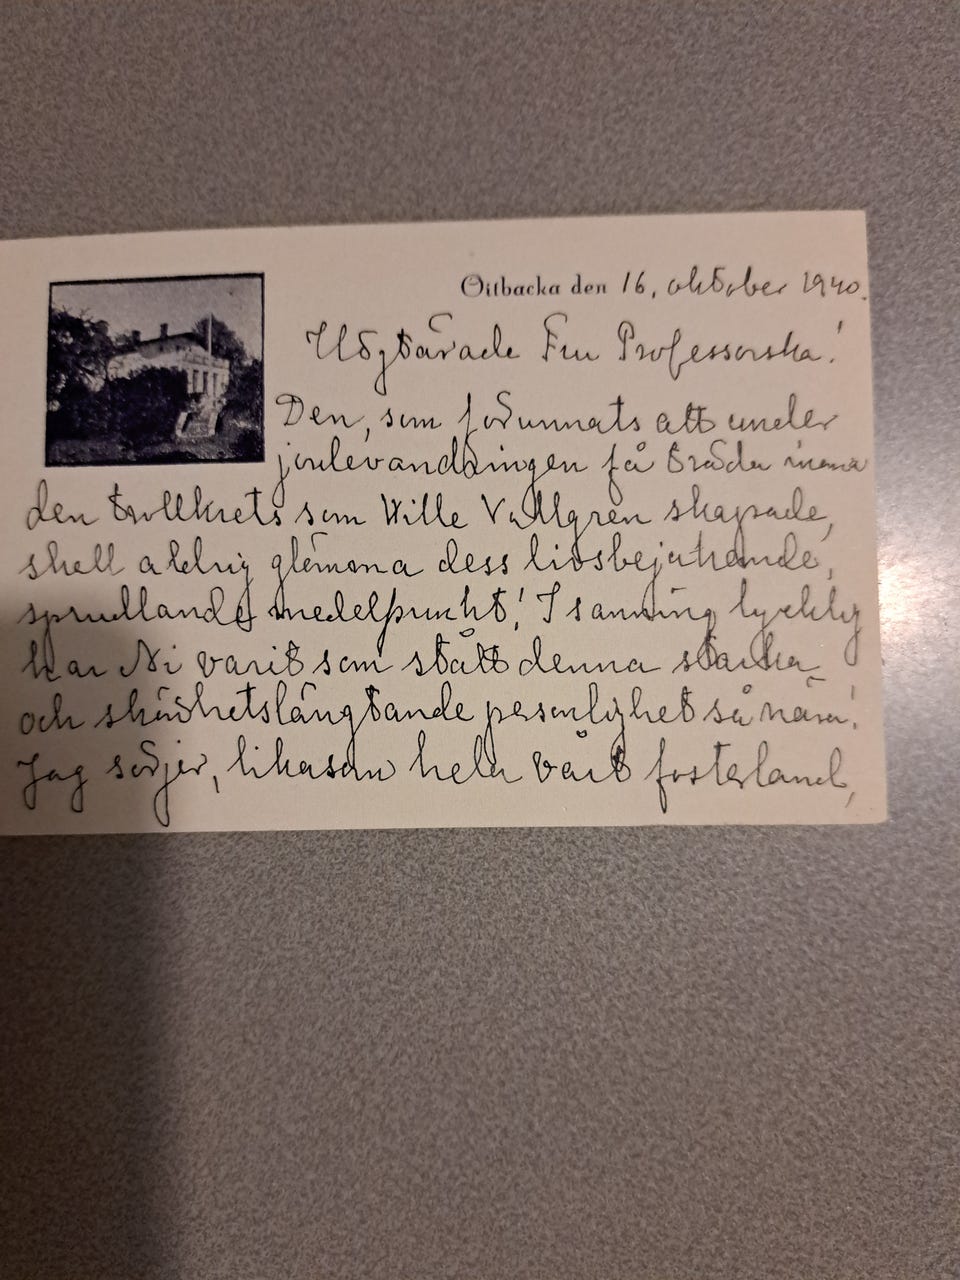 Oitbacka den 16, oktober 1940.
Högtärade Fru Professorska!
Den, som förunnats att under
jordevandringen få träda inom
den trollkrets som Wille Vallgren skapade,
skall aldrig glömma dess livsbejakande,
sprudlande medelpunkt! I sanning lycklig
har Ni varit som stått denna starka
och skönhetslängtande personlighet så nära!
Jag sörjer, likasom hela vårt fosterland,